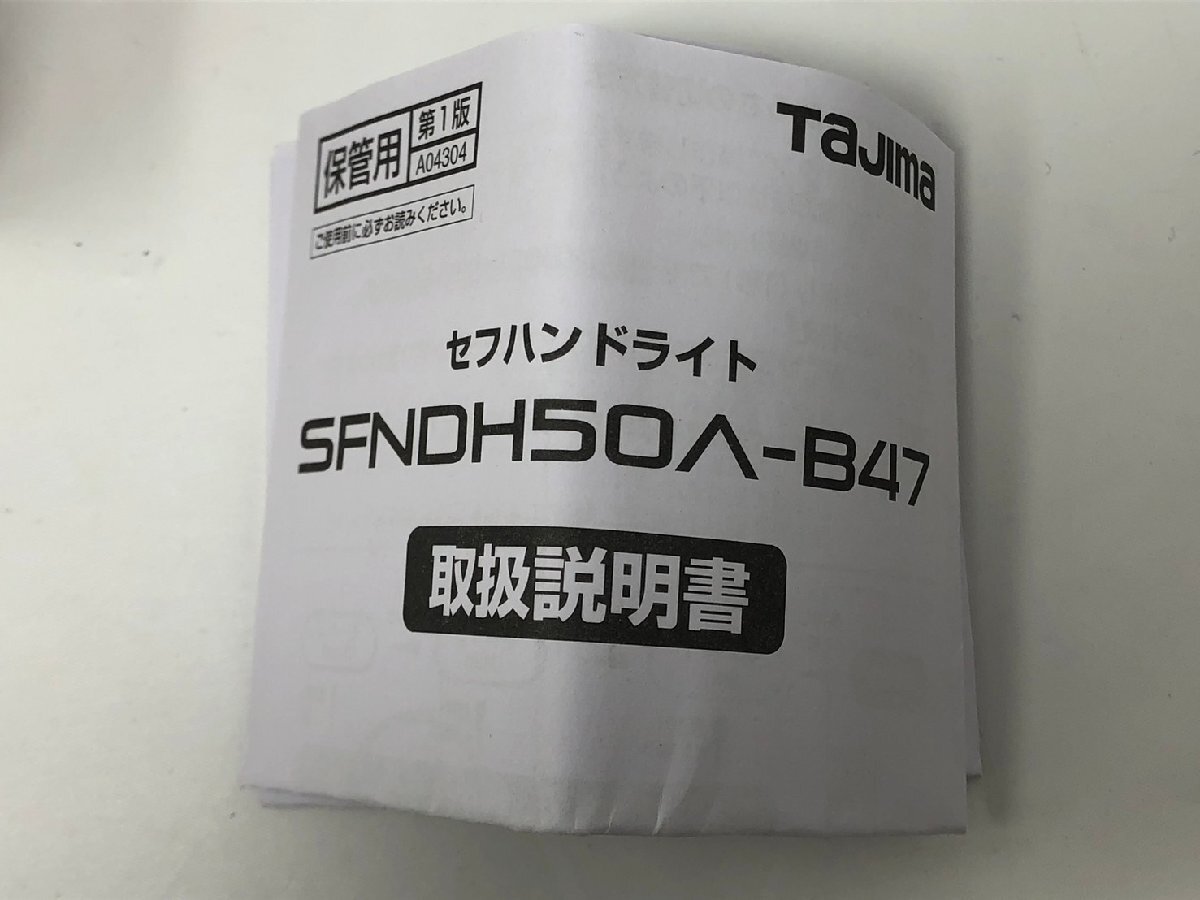 保管用
第1版
A04304
ご使用前に必ずお読みください。
TaJIma
セフハンドライト
SFNDH50Λ-B47
取扱説明書